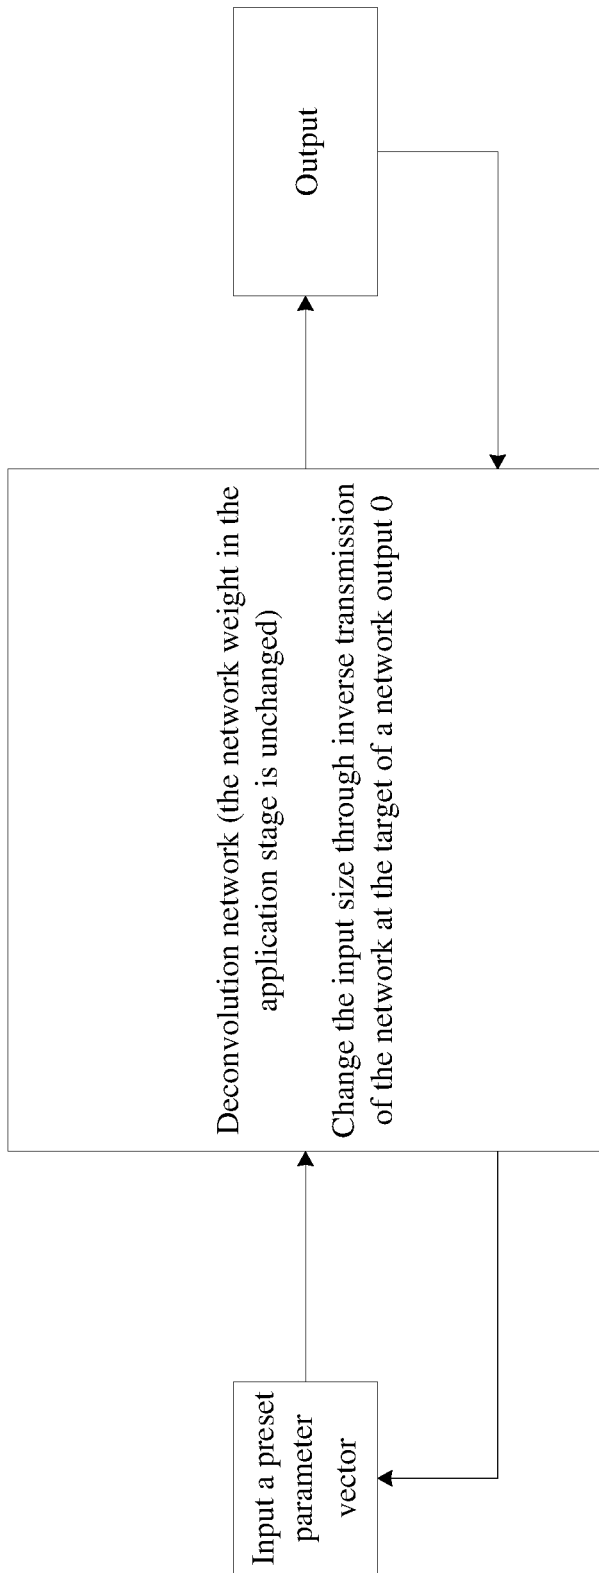 Input a preset
parameter
vector
Deconvolution network (the network weight in the
application stage is unchanged)
Change the input size through inverse transmission
of the network at the target of a network output 0
Output